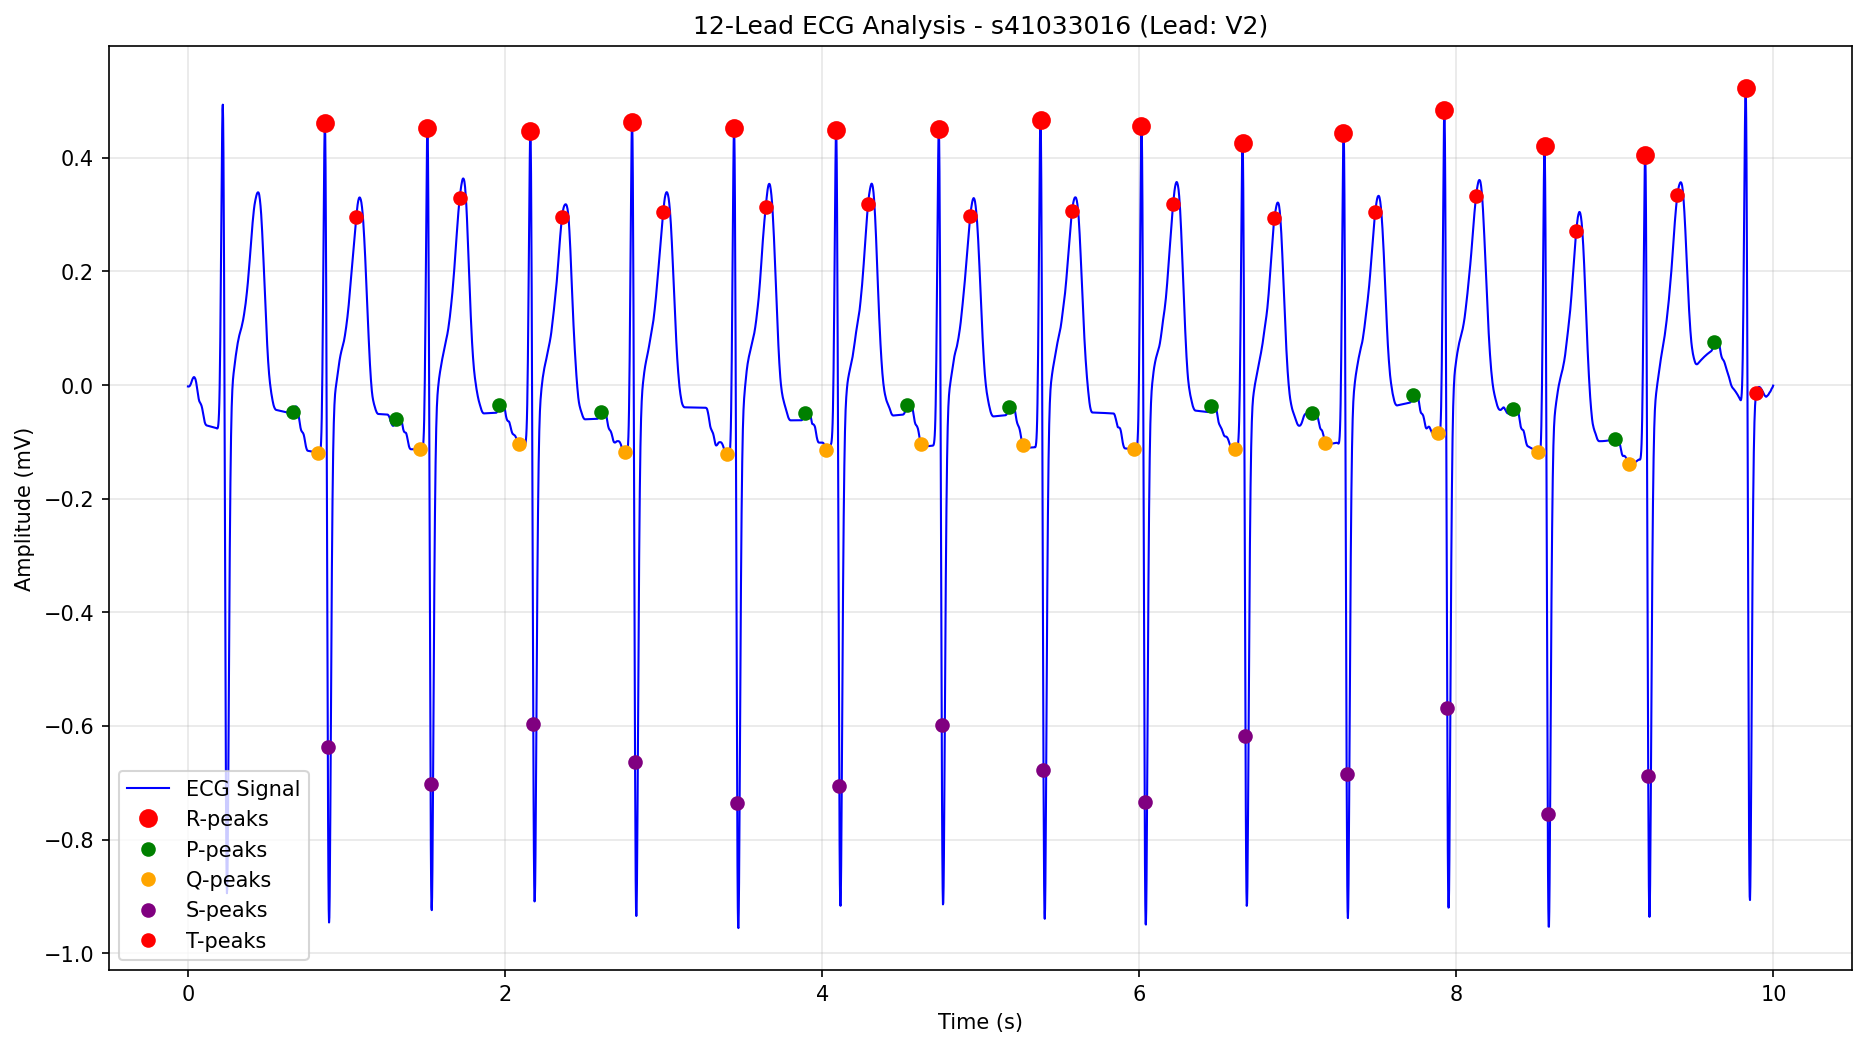 12-Lead ECG Analysis - s41033016 (Lead: V2)
Amplitude (mV)
0.4
0.2
0.0
−0.2
−0.4
−0.6
−0.8
−1.0
ECG Signal
R-peaks
P-peaks
Q-peaks
S-peaks
T-peaks
0 2 4 6 8 10
Time (s)